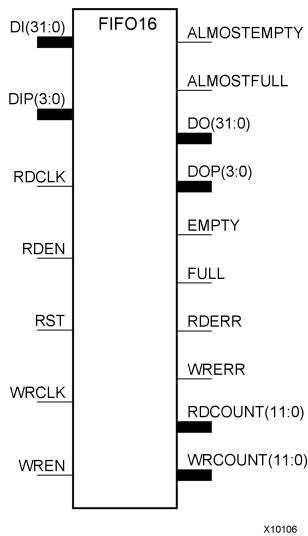 FIFO16
DI(31:0)
DIP(3:0)
RDCLK
RDEN
RST
WRCLK
WREN
ALMOSTEMPTY
ALMOSTFULL
DO(31:0)
DOP(3:0)
EMPTY
FULL
RDERR
WRERR
RDCOUNT(11:0)
WRCOUNT(11:0)
X10106